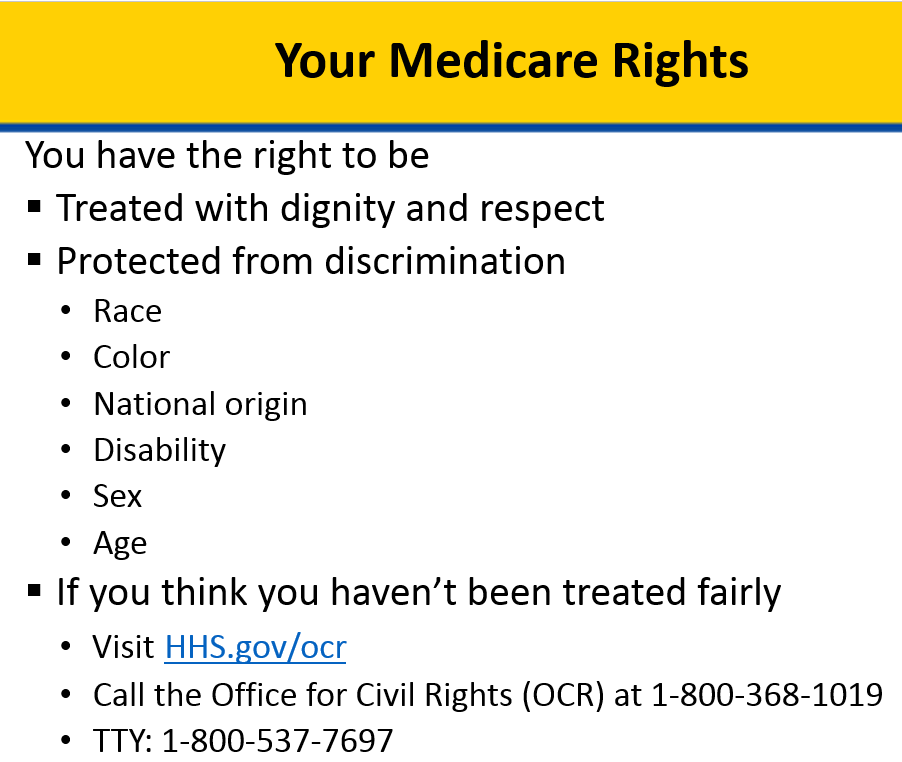 Your Medicare Rights
You have the right to be
▪ Treated with dignity and respect
▪ Protected from discrimination
• Race
• Color
• National origin
• Disability
• Sex
• Age
▪ If you think you haven’t been treated fairly
• Visit HHS.gov/ocr
• Call the Office for Civil Rights (OCR) at 1-800-368-1019
• TTY: 1-800-537-7697